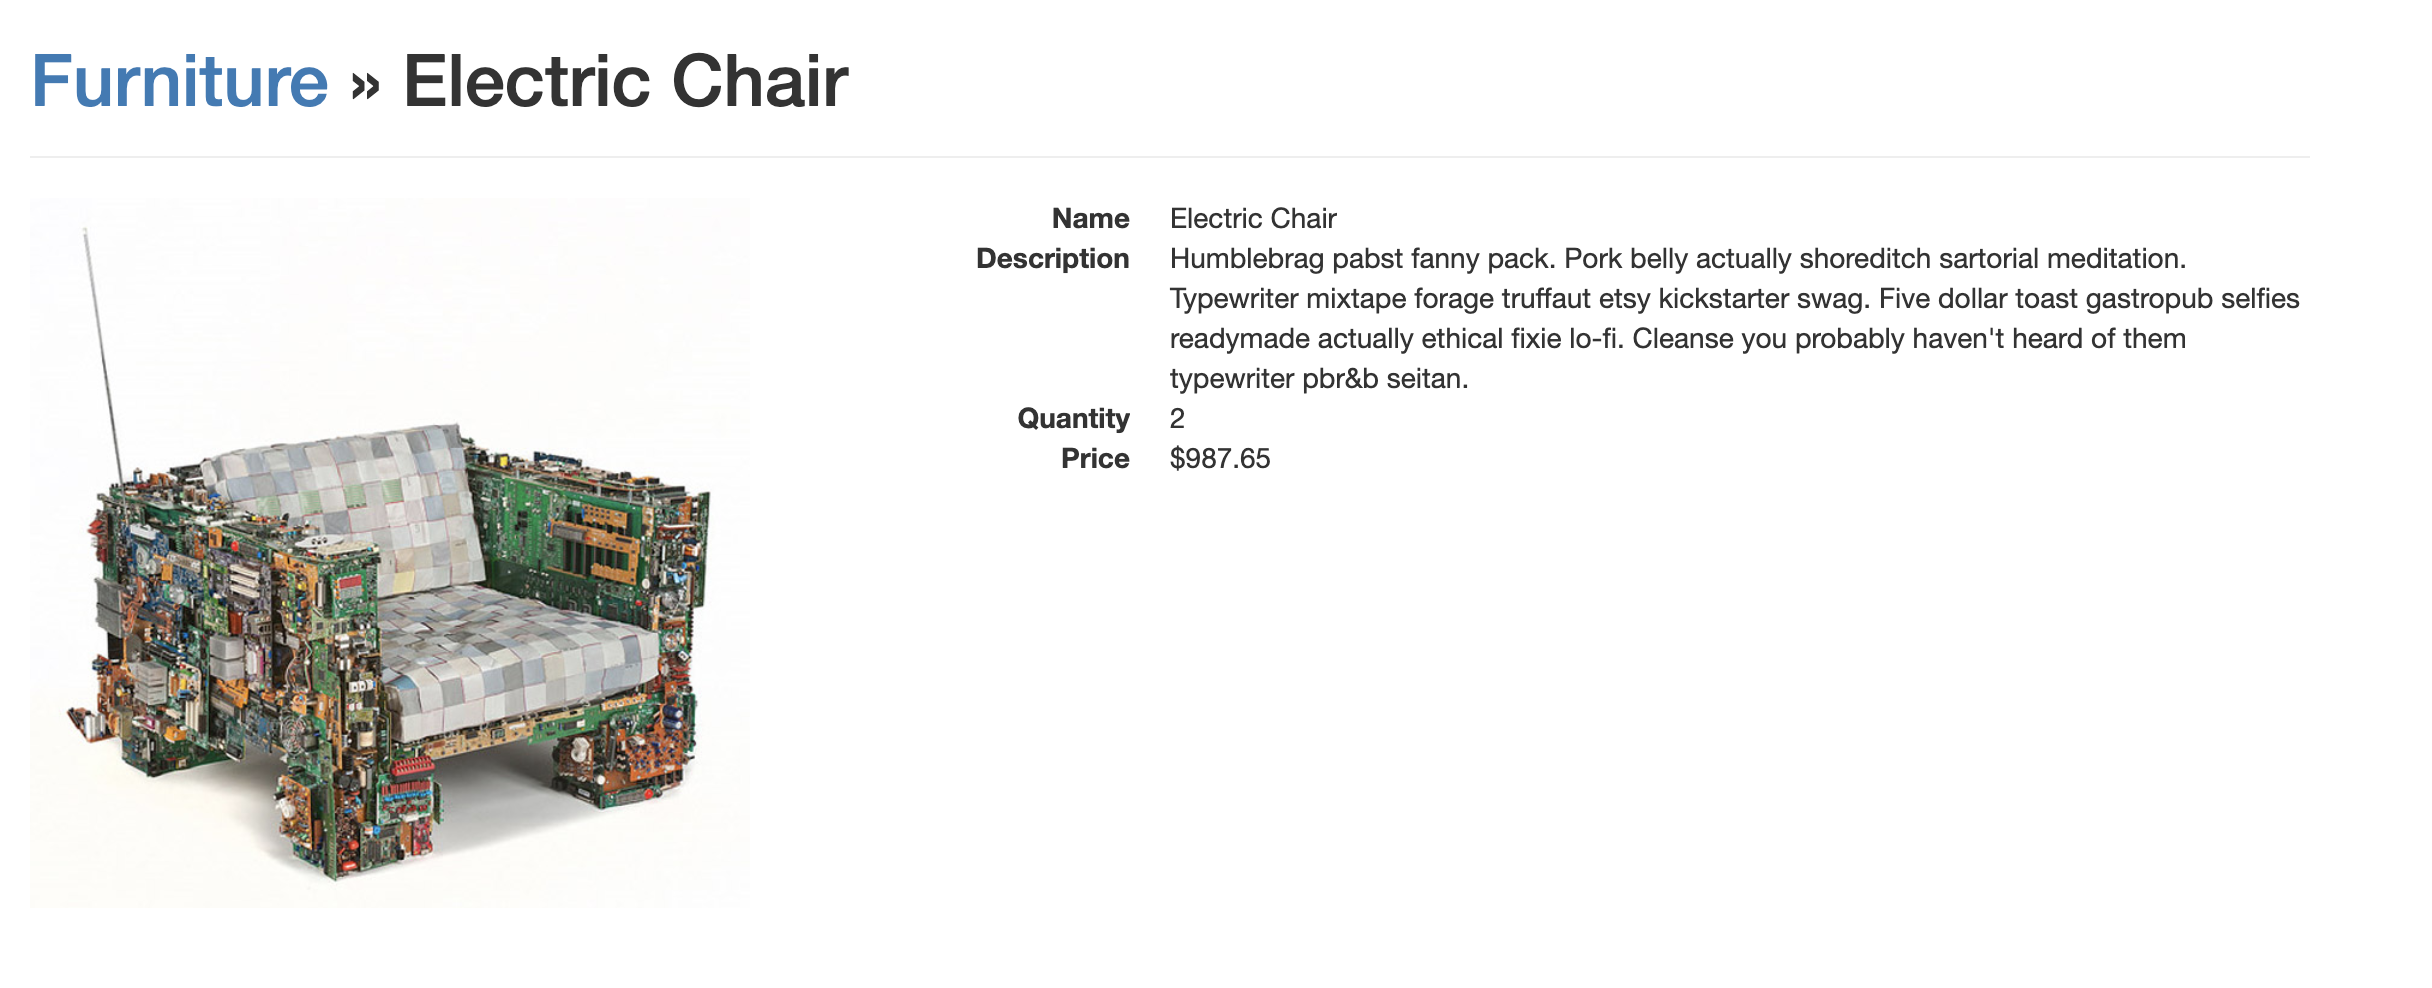 Furniture » Electric Chair
Name Electric Chair
Description Humblebrag pabst fanny pack. Pork belly actually shoreditch sartorial meditation.
Typewriter mixtape forage truffaut etsy kickstarter swag. Five dollar toast gastropub selfies
readymade actually ethical fixie lo-fi. Cleanse you probably haven't heard of them
typewriter pbr&b seitan.
Quantity 2
Price $987.65